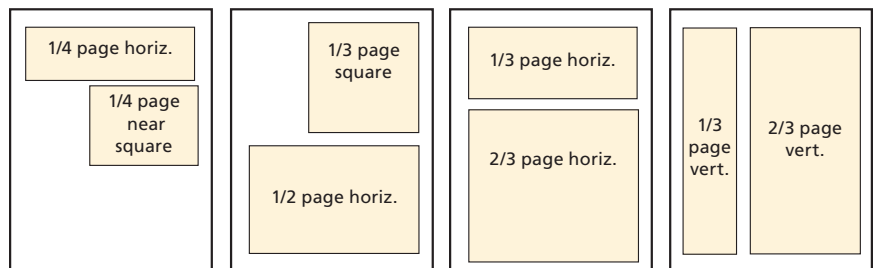 1/4 page horiz.
1/4 page
near
square
1/3 page
square
1/2 page horiz.
1/3 page horiz.
2/3 page horiz.
1/3
page
vert.
2/3 page
vert.